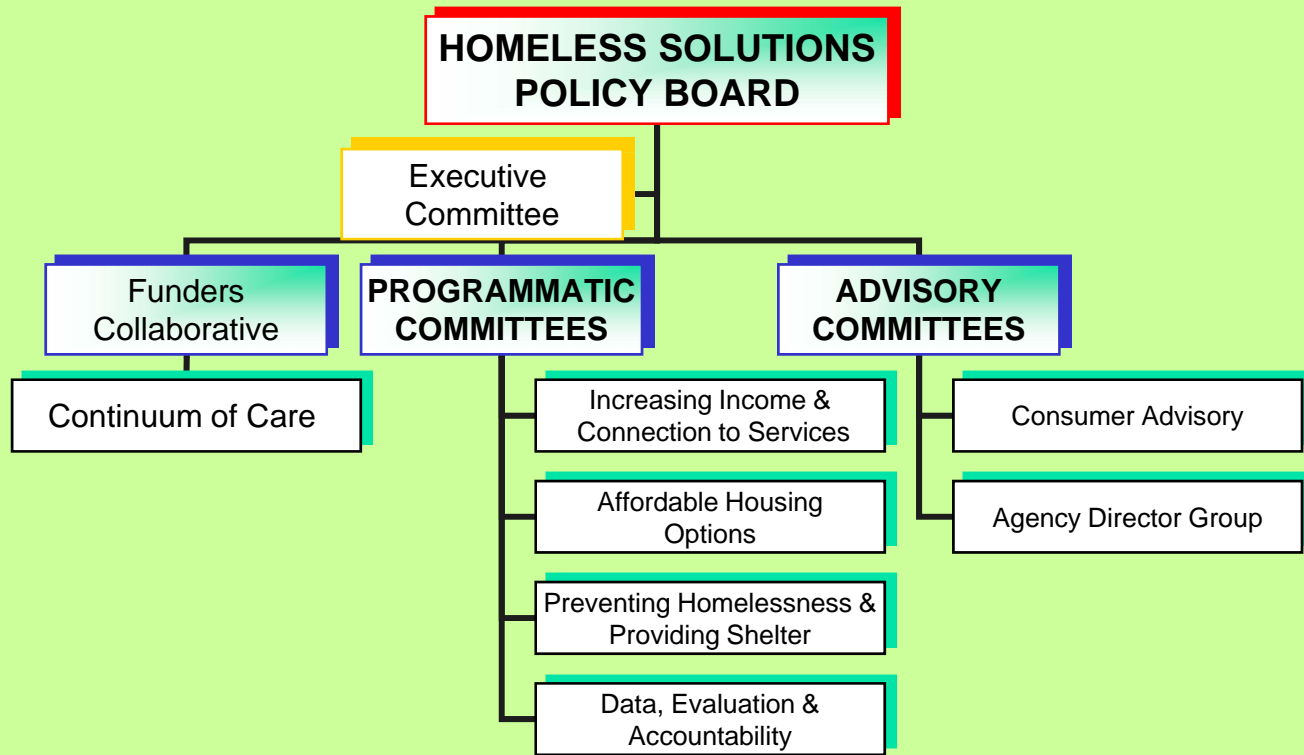 HOMELESS SOLUTIONS
POLICY BOARD
Executive
Committee
Funders
Collaborative
PROGRAMMATIC
COMMITTEES
ADVISORY
COMMITTEES
Continuum of Care
Increasing Income &
Connection to Services
Affordable Housing
Options
Preventing Homelessness &
Providing Shelter
Data, Evaluation &
Accountability
Consumer Advisory
Agency Director Group